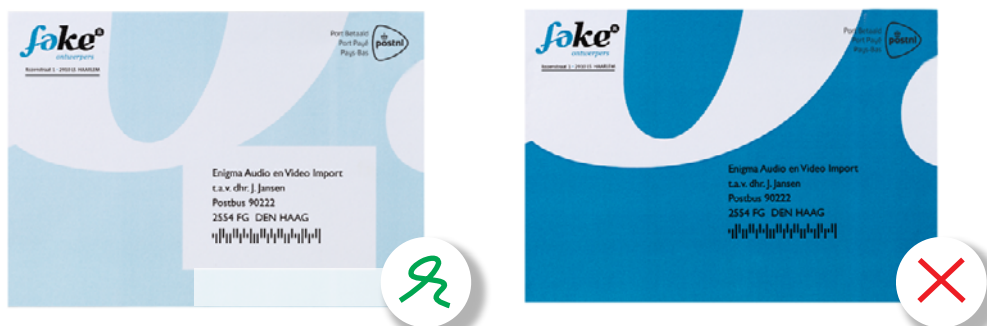 fake®
ontwerpers
HAARLEM
Port Betaald
Port Payé
Pays-Bas
postnl
Enigma Audio en Video Import
t.a.v. dhr. J. Jansen
Postbus 90222
2554 FG DEN HAAG
fake®
ontwerpers
HAARLEM
Port Betaald
Port Payé
Pays-Bas
postnl
Enigma Audio en Video Import
t.a.v. dhr. J. Jansen
Postbus 90222
2554 FG DEN HAAG